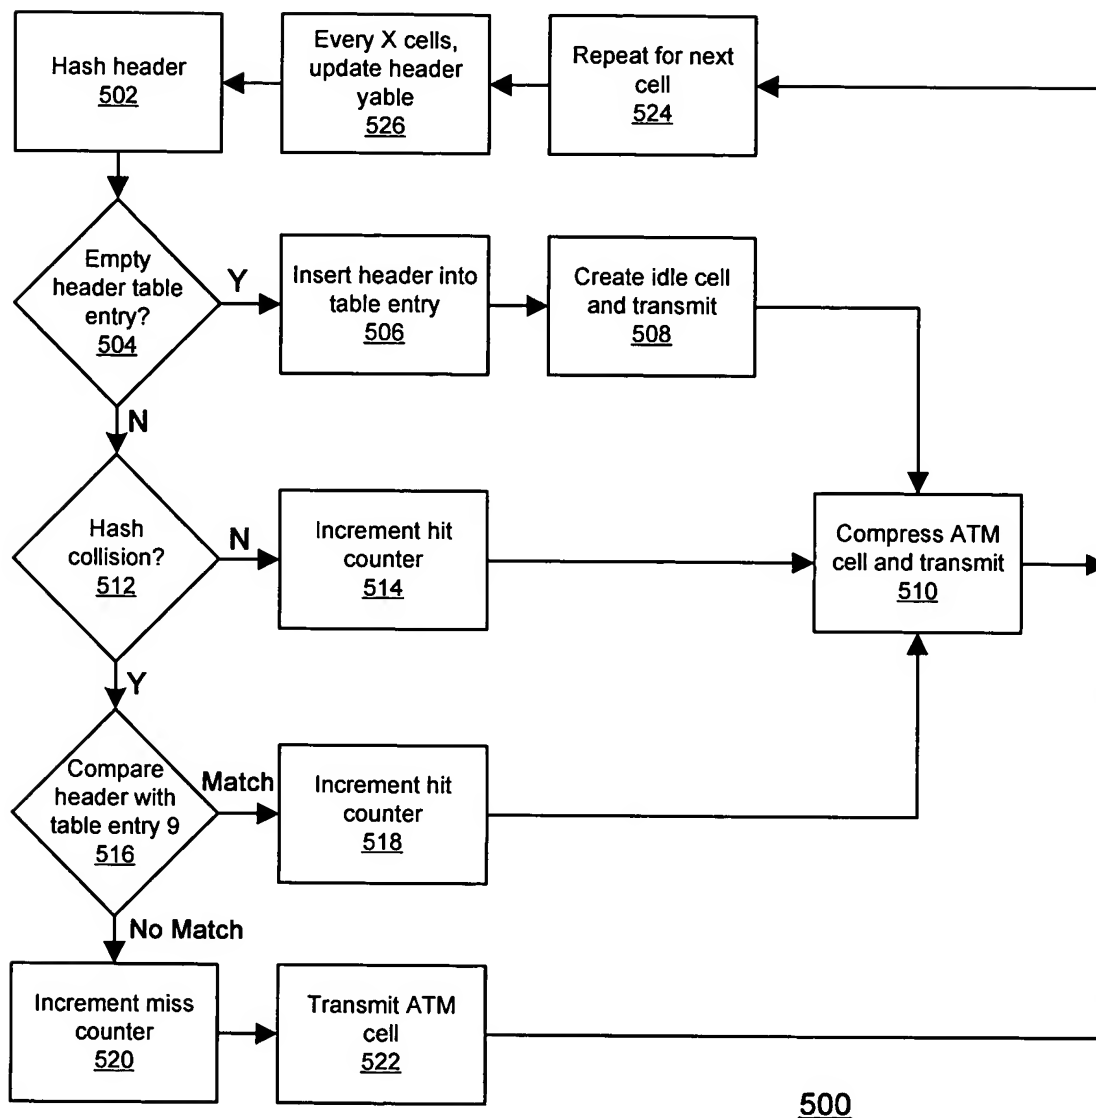 Hash header
502
Every X cells,
update header
yable
526
Repeat for next
cell
524
Empty
header table
entry?
504
Y
Insert header into
table entry
506
Create idle cell
and transmit
508
N
Hash
collision?
512
N
Increment hit
counter
514
Compress ATM
cell and transmit
510
Y
Compare
header with
table entry 9
516
Match
Increment hit
counter
518
No Match
Increment miss
counter
520
Transmit ATM
cell
522
500